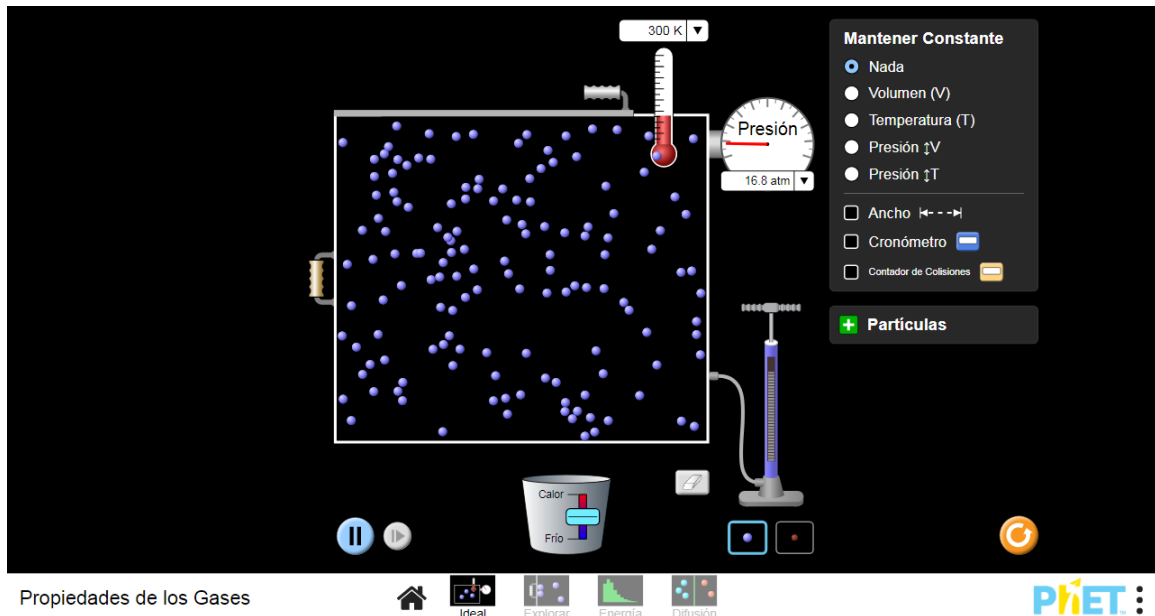 300 K
Presión
16.8 atm
Mantener Constante
Nada
Volumen (V)
Temperatura (T)
Presión ↕V
Presión ↕T
Ancho
Cronómetro
Contador de Colisiones
Partículas
Calor
Frío
Propiedades de los Gases
Ideal
Explorar
Energía
Difusión
PhET